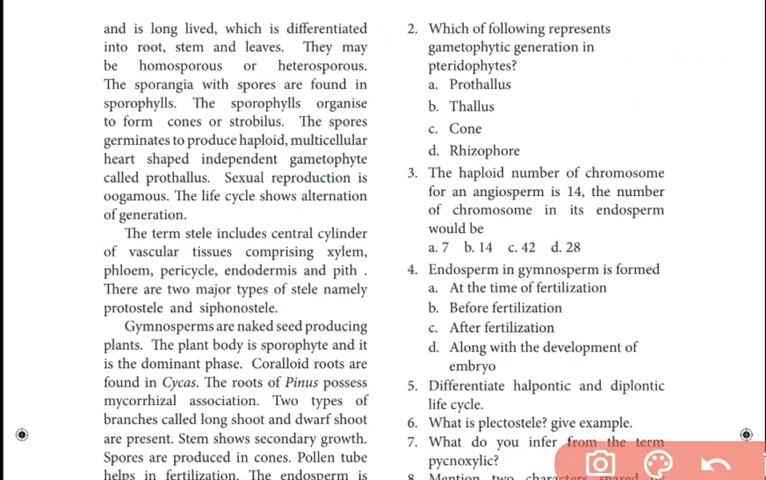 and is long lived, which is differentiated
into root, stem and leaves. They may
be homosporous or heterosporous.
The sporangia with spores are found in
sporophylls. The sporophylls organise
to form cones or strobilus. The spores
germinates to produce haploid, multicellular
heart shaped independent gametophyte
called prothallus. Sexual reproduction is
oogamous. The life cycle shows alternation
of generation.
The term stele includes central cylinder
of vascular tissues comprising xylem,
phloem, pericycle, endodermis and pith .
There are two major types of stele namely
protostele and siphonostele.
Gymnosperms are naked seed producing
plants. The plant body is sporophyte and it
is the dominant phase. Coralloid roots are
found in Cycas. The roots of Pinus possess
mycorrhizal association. Two types of
branches called long shoot and dwarf shoot
are present. Stem shows secondary growth.
Spores are produced in cones. Pollen tube
helps in fertilization. The endosperm is
2. Which of following represents
gametophytic generation in
pteridophytes?
a. Prothallus
b. Thallus
c. Cone
d. Rhizophore
3. The haploid number of chromosome
for an angiosperm is 14, the number
of chromosome in its endosperm
would be
a. 7 b. 14 c. 42 d. 28
4. Endosperm in gymnosperm is formed
a. At the time of fertilization
b. Before fertilization
c. After fertilization
d. Along with the development of
embryo
5. Differentiate halpontic and diplontic
life cycle.
6. What is plectostele? give example.
7. What do you infer from the term
pycnoxylic?
8. Mention two characters shared